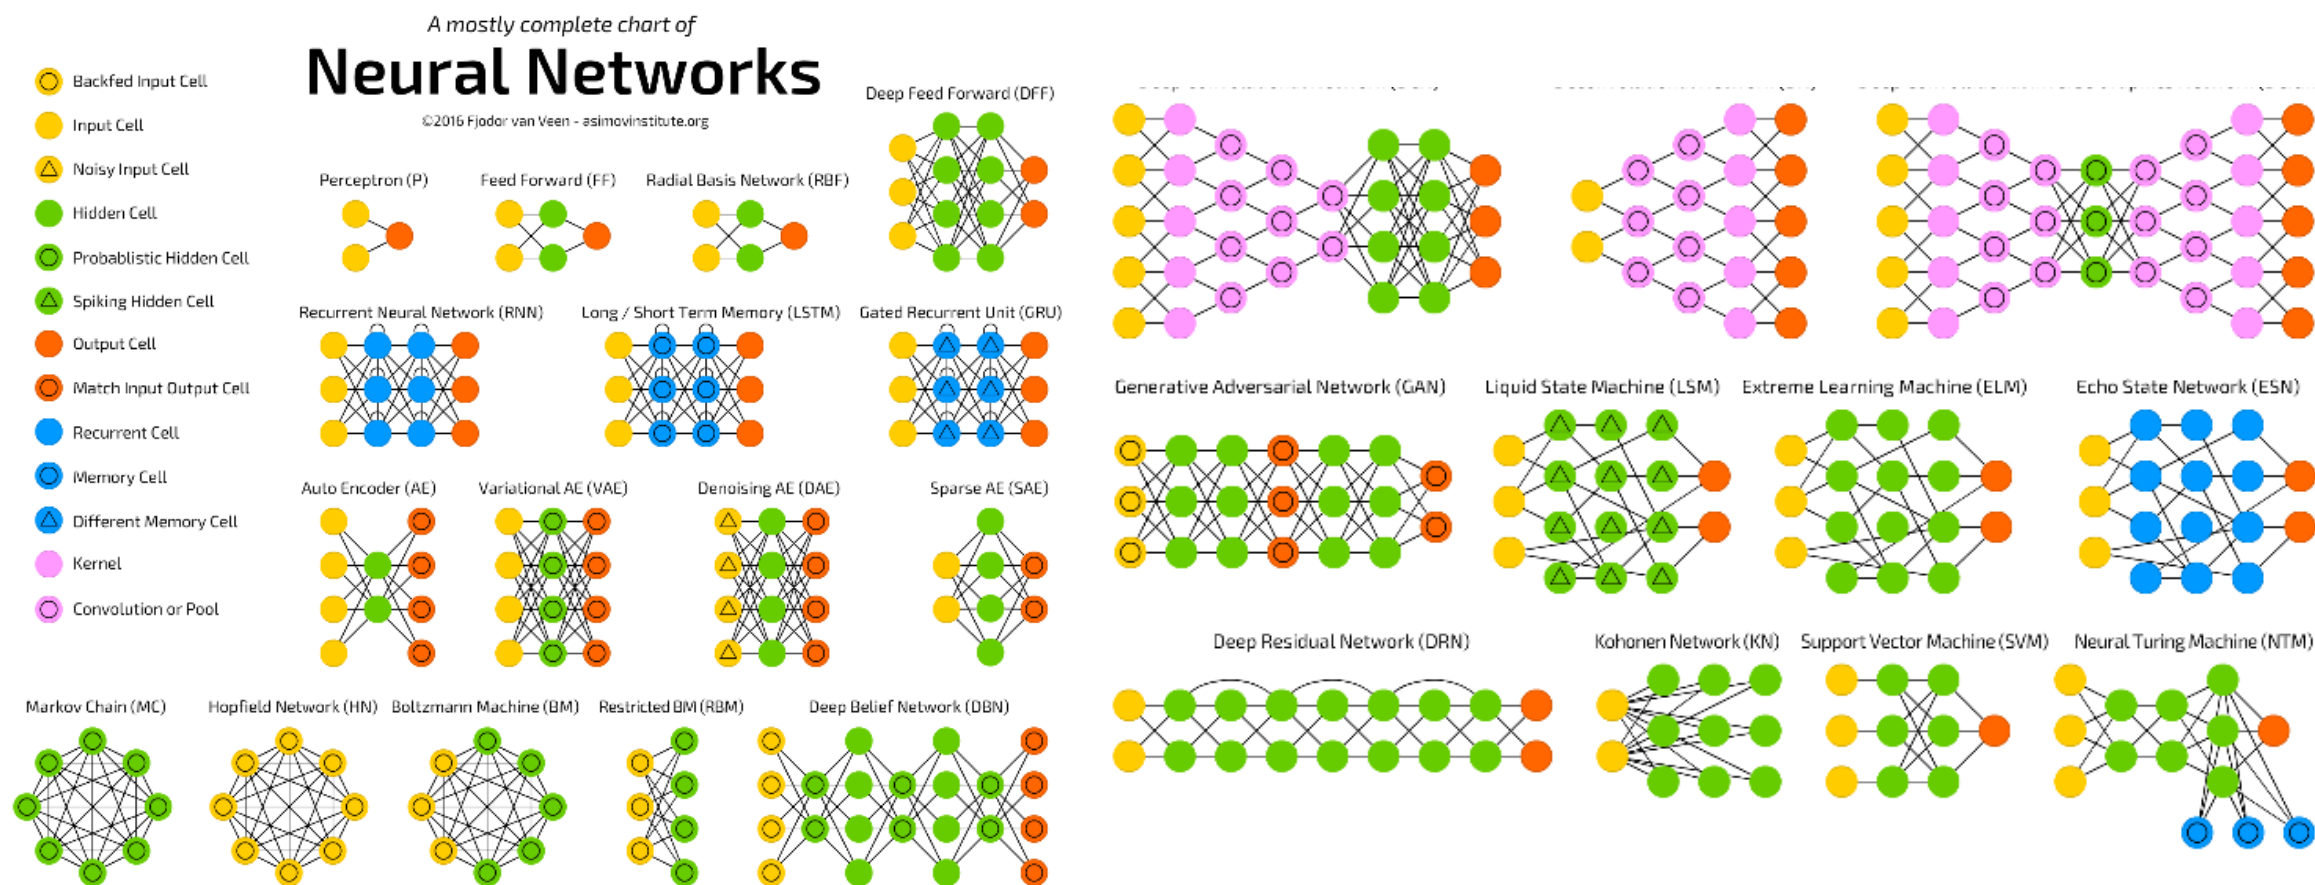 A mostly complete chart of
Neural Networks
©2016 Fjodor van Veen - asimovinstitute.org
Backfed Input Cell
Input Cell
Noisy Input Cell
Hidden Cell
Probablistic Hidden Cell
Spiking Hidden Cell
Output Cell
Match Input Output Cell
Recurrent Cell
Memory Cell
Different Memory Cell
Kernel
Convolution or Pool
Deep Feed Forward (DFF)
Perceptron (P)
Feed Forward (FF)
Radial Basis Network (RBF)
Recurrent Neural Network (RNN)
Long / Short Term Memory (LSTM)
Gated Recurrent Unit (GRU)
Auto Encoder (AE)
Variational AE (VAE)
Denoising AE (DAE)
Sparse AE (SAE)
Markov Chain (MC)
Hopfield Network (HN)
Boltzmann Machine (BM)
Restricted BM (RBM)
Deep Belief Network (DBN)
Generative Adversarial Network (GAN)
Liquid State Machine (LSM)
Extreme Learning Machine (ELM)
Echo State Network (ESN)
Deep Residual Network (DRN)
Kohonen Network (KN)
Support Vector Machine (SVM)
Neural Turing Machine (NTM)